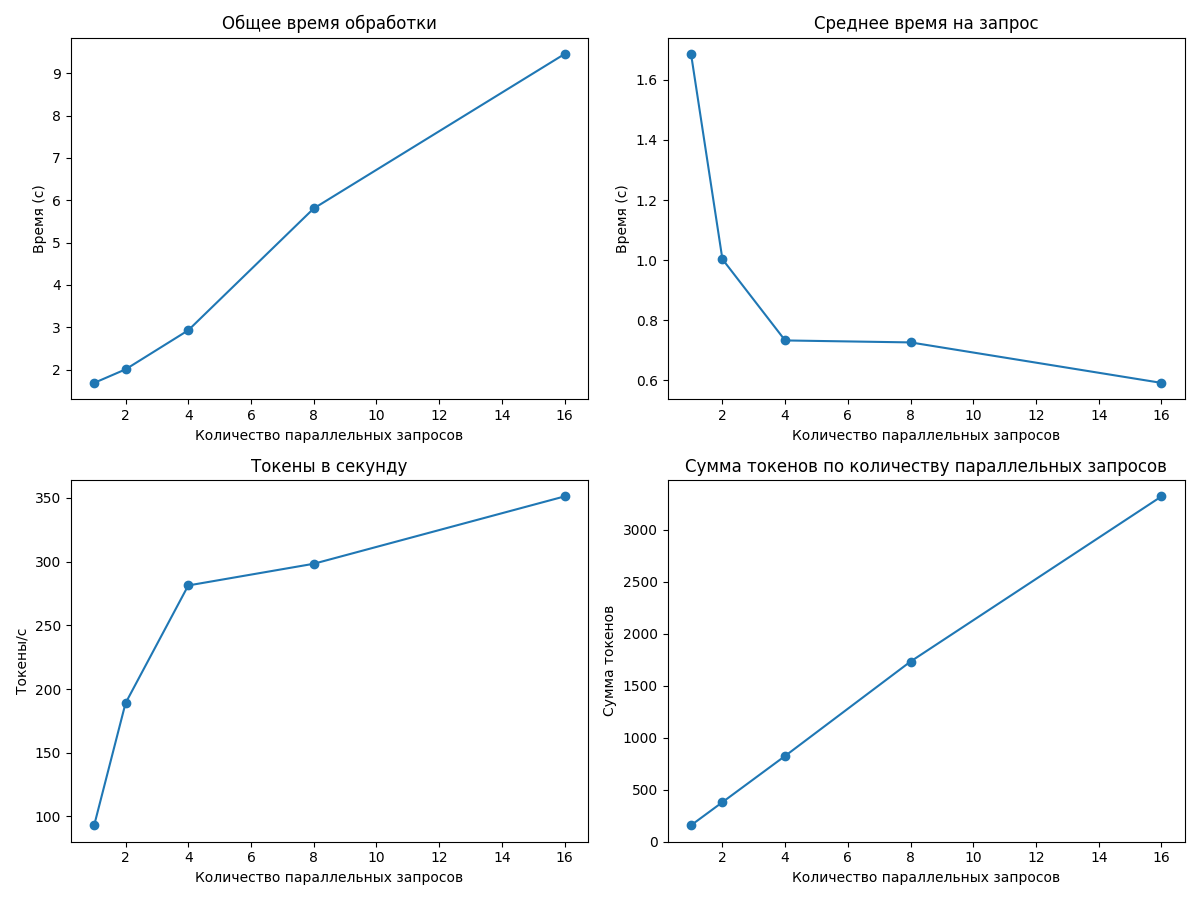 Общее время обработки
Время (с)
9
8
7
6
5
4
3
2
2 4 6 8 10 12 14 16
Количество параллельных запросов
Среднее время на запрос
Время (с)
1.6
1.4
1.2
1.0
0.8
0.6
2 4 6 8 10 12 14 16
Количество параллельных запросов
Токены в секунду
Токены/с
350
300
250
200
150
100
2 4 6 8 10 12 14 16
Количество параллельных запросов
Сумма токенов по количеству параллельных запросов
Сумма токенов
3000
2500
2000
1500
1000
500
0
2 4 6 8 10 12 14 16
Количество параллельных запросов